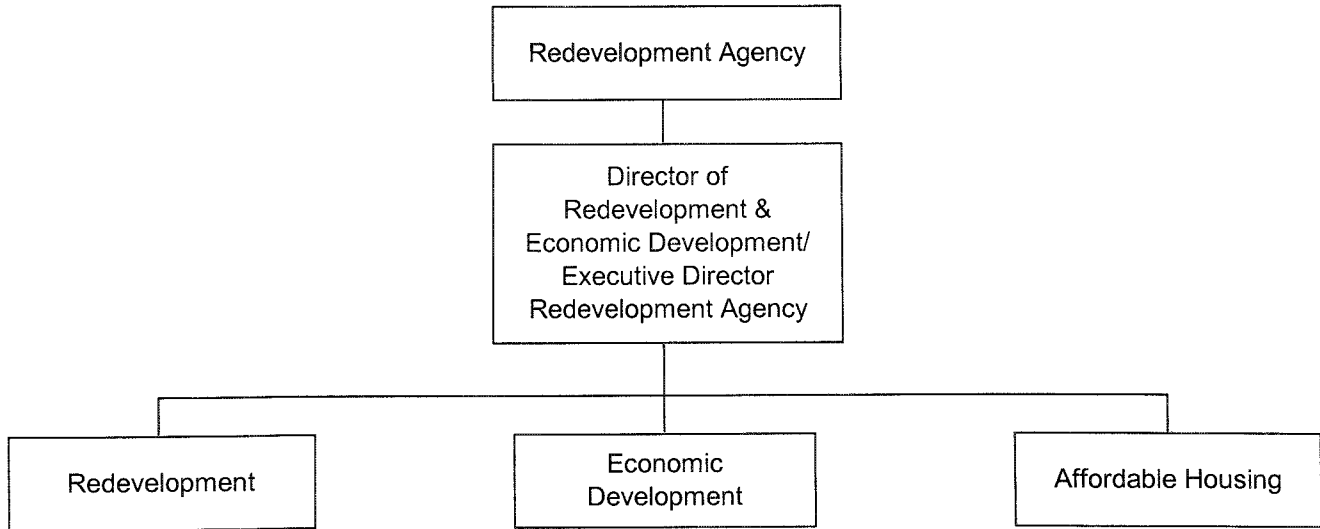 Redevelopment Agency
Director of
Redevelopment &
Economic Development/
Executive Director
Redevelopment Agency
Redevelopment
Economic
Development
Affordable Housing